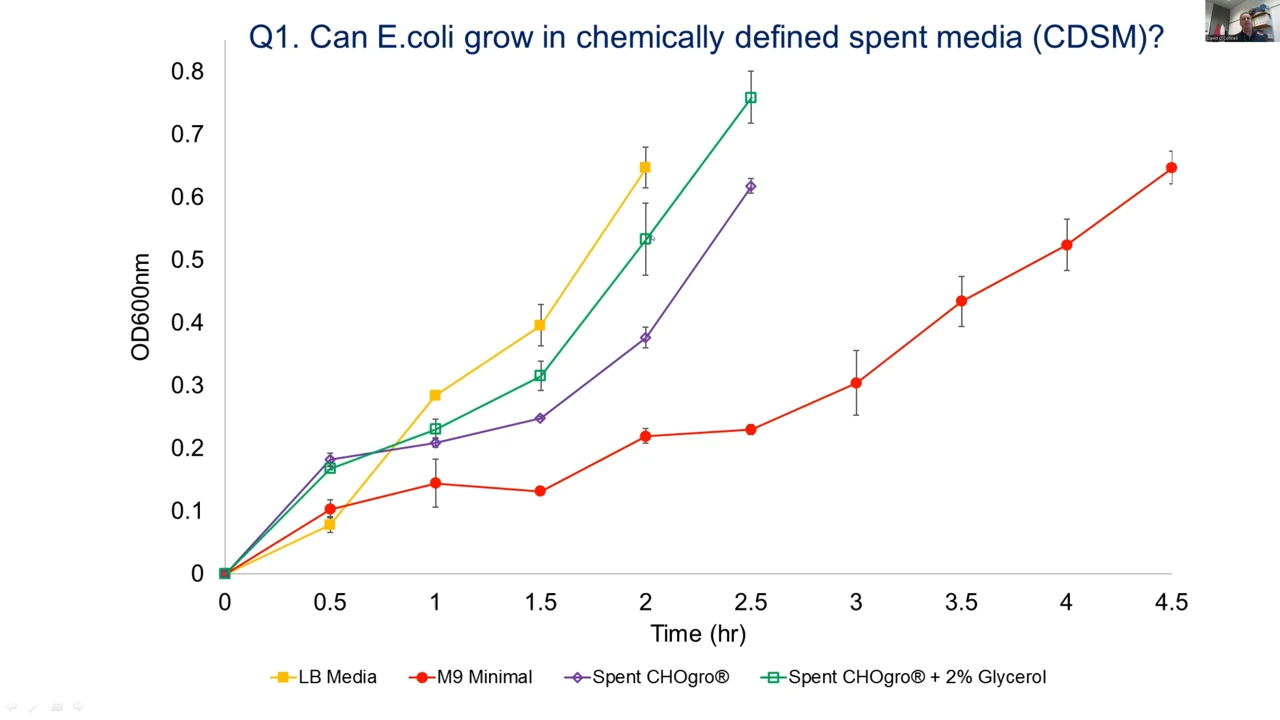 Q1. Can E.coli grow in chemically defined spent media (CDSM)?
0.8
0.7
0.6
0.5
0.4
0.3
0.2
0.1
0
OD600nm
0 0.5 1 1.5 2 2.5 3 3.5 4 4.5
Time (hr)
LB Media M9 Minimal Spent CHOgro® Spent CHOgro® + 2% Glycerol